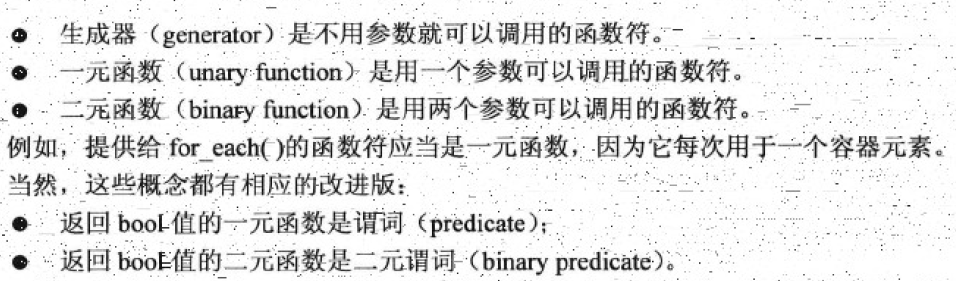 ● 生成器（generator）是不用参数就可以调用的函数符。
● 一元函数（unary function）是用一个参数可以调用的函数符。
● 二元函数（binary function）是用两个参数可以调用的函数符。
例如，提供给 for_each( )的函数符应当是一元函数，因为它每次用于一个容器元素。
当然，这些概念都有相应的改进版：
● 返回 bool 值的一元函数是谓词（predicate）；
● 返回 bool 值的二元函数是二元谓词（binary predicate）。